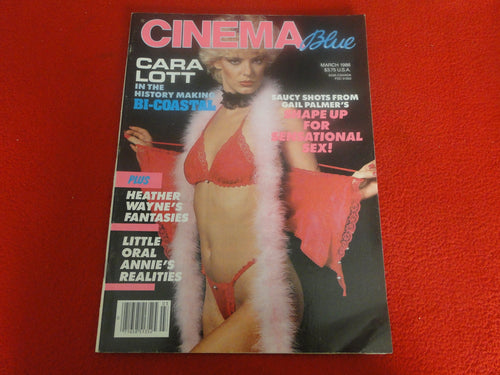 CINEMA Blue
MARCH 1986
$3.75 U.S.A.
CARA
LOTT
IN THE
HISTORY MAKING
BI-COASTAL
SAUCY SHOTS FROM
GAIL PALMER'S
SHAPE UP
FOR
SENSATIONAL
SEX!
PLUS
HEATHER
WAYNE'S
FANTASIES
LITTLE
ORAL
ANNIE'S
REALITIES